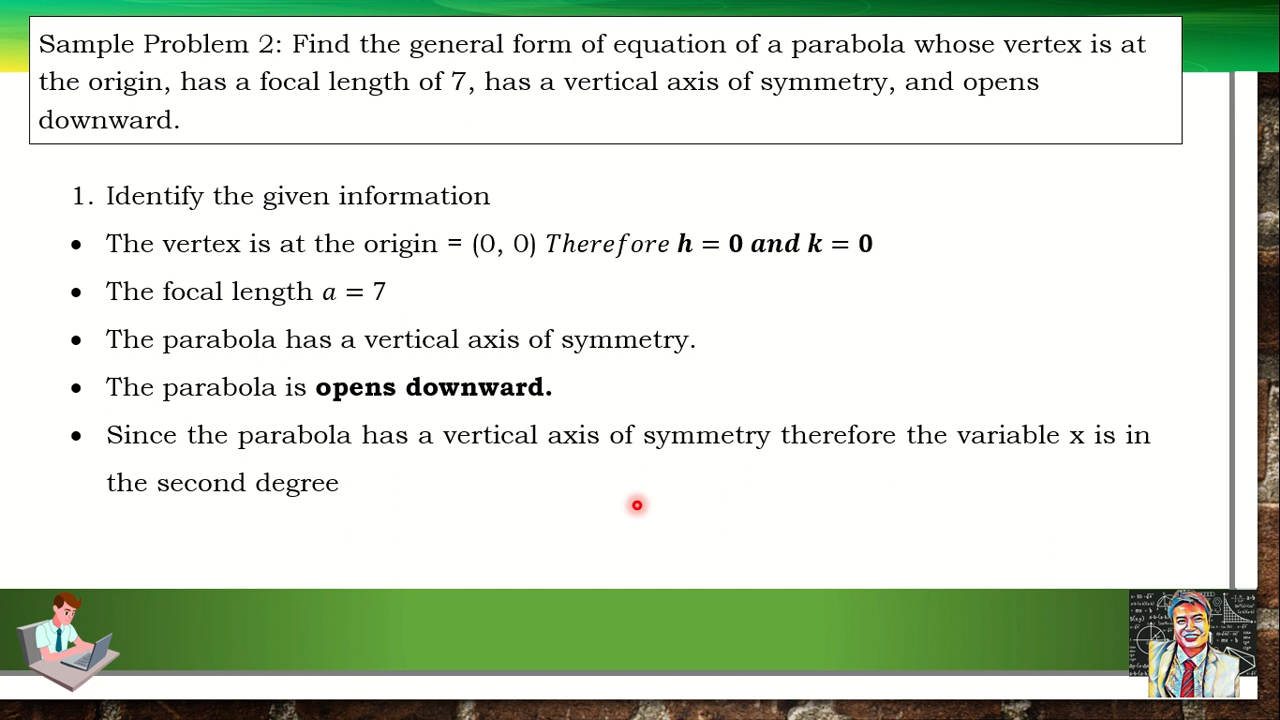 Sample Problem 2: Find the general form of equation of a parabola whose vertex is at
the origin, has a focal length of 7, has a vertical axis of symmetry, and opens
downward.
1. Identify the given information
• The vertex is at the origin = (0, 0) Therefore h = 0 and k = 0
• The focal length a = 7
• The parabola has a vertical axis of symmetry.
• The parabola is opens downward.
• Since the parabola has a vertical axis of symmetry therefore the variable x is in
the second degree